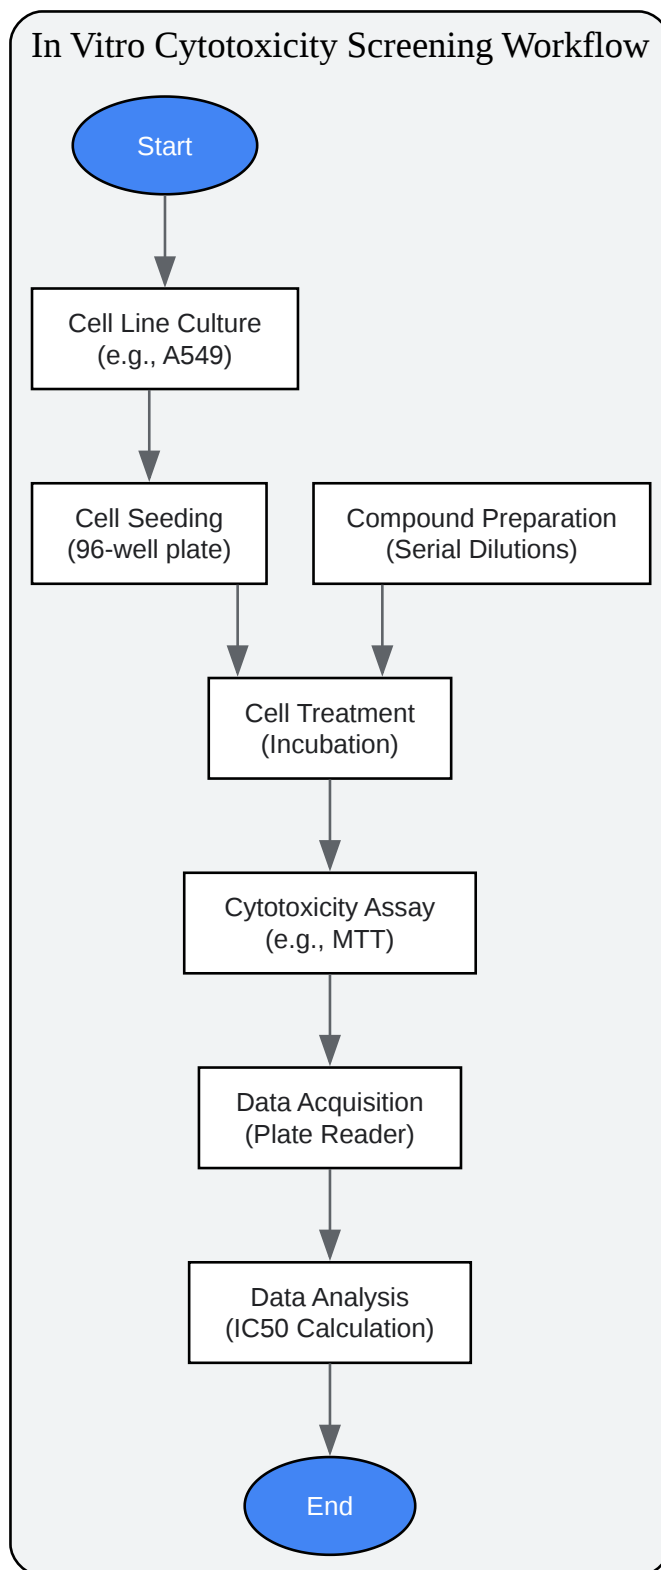 In Vitro Cytotoxicity Screening Workflow
Start
Cell Line Culture
(e.g., A549)
Cell Seeding
(96-well plate)
Compound Preparation
(Serial Dilutions)
Cell Treatment
(Incubation)
Cytotoxicity Assay
(e.g., MTT)
Data Acquisition
(Plate Reader)
Data Analysis
(IC50 Calculation)
End